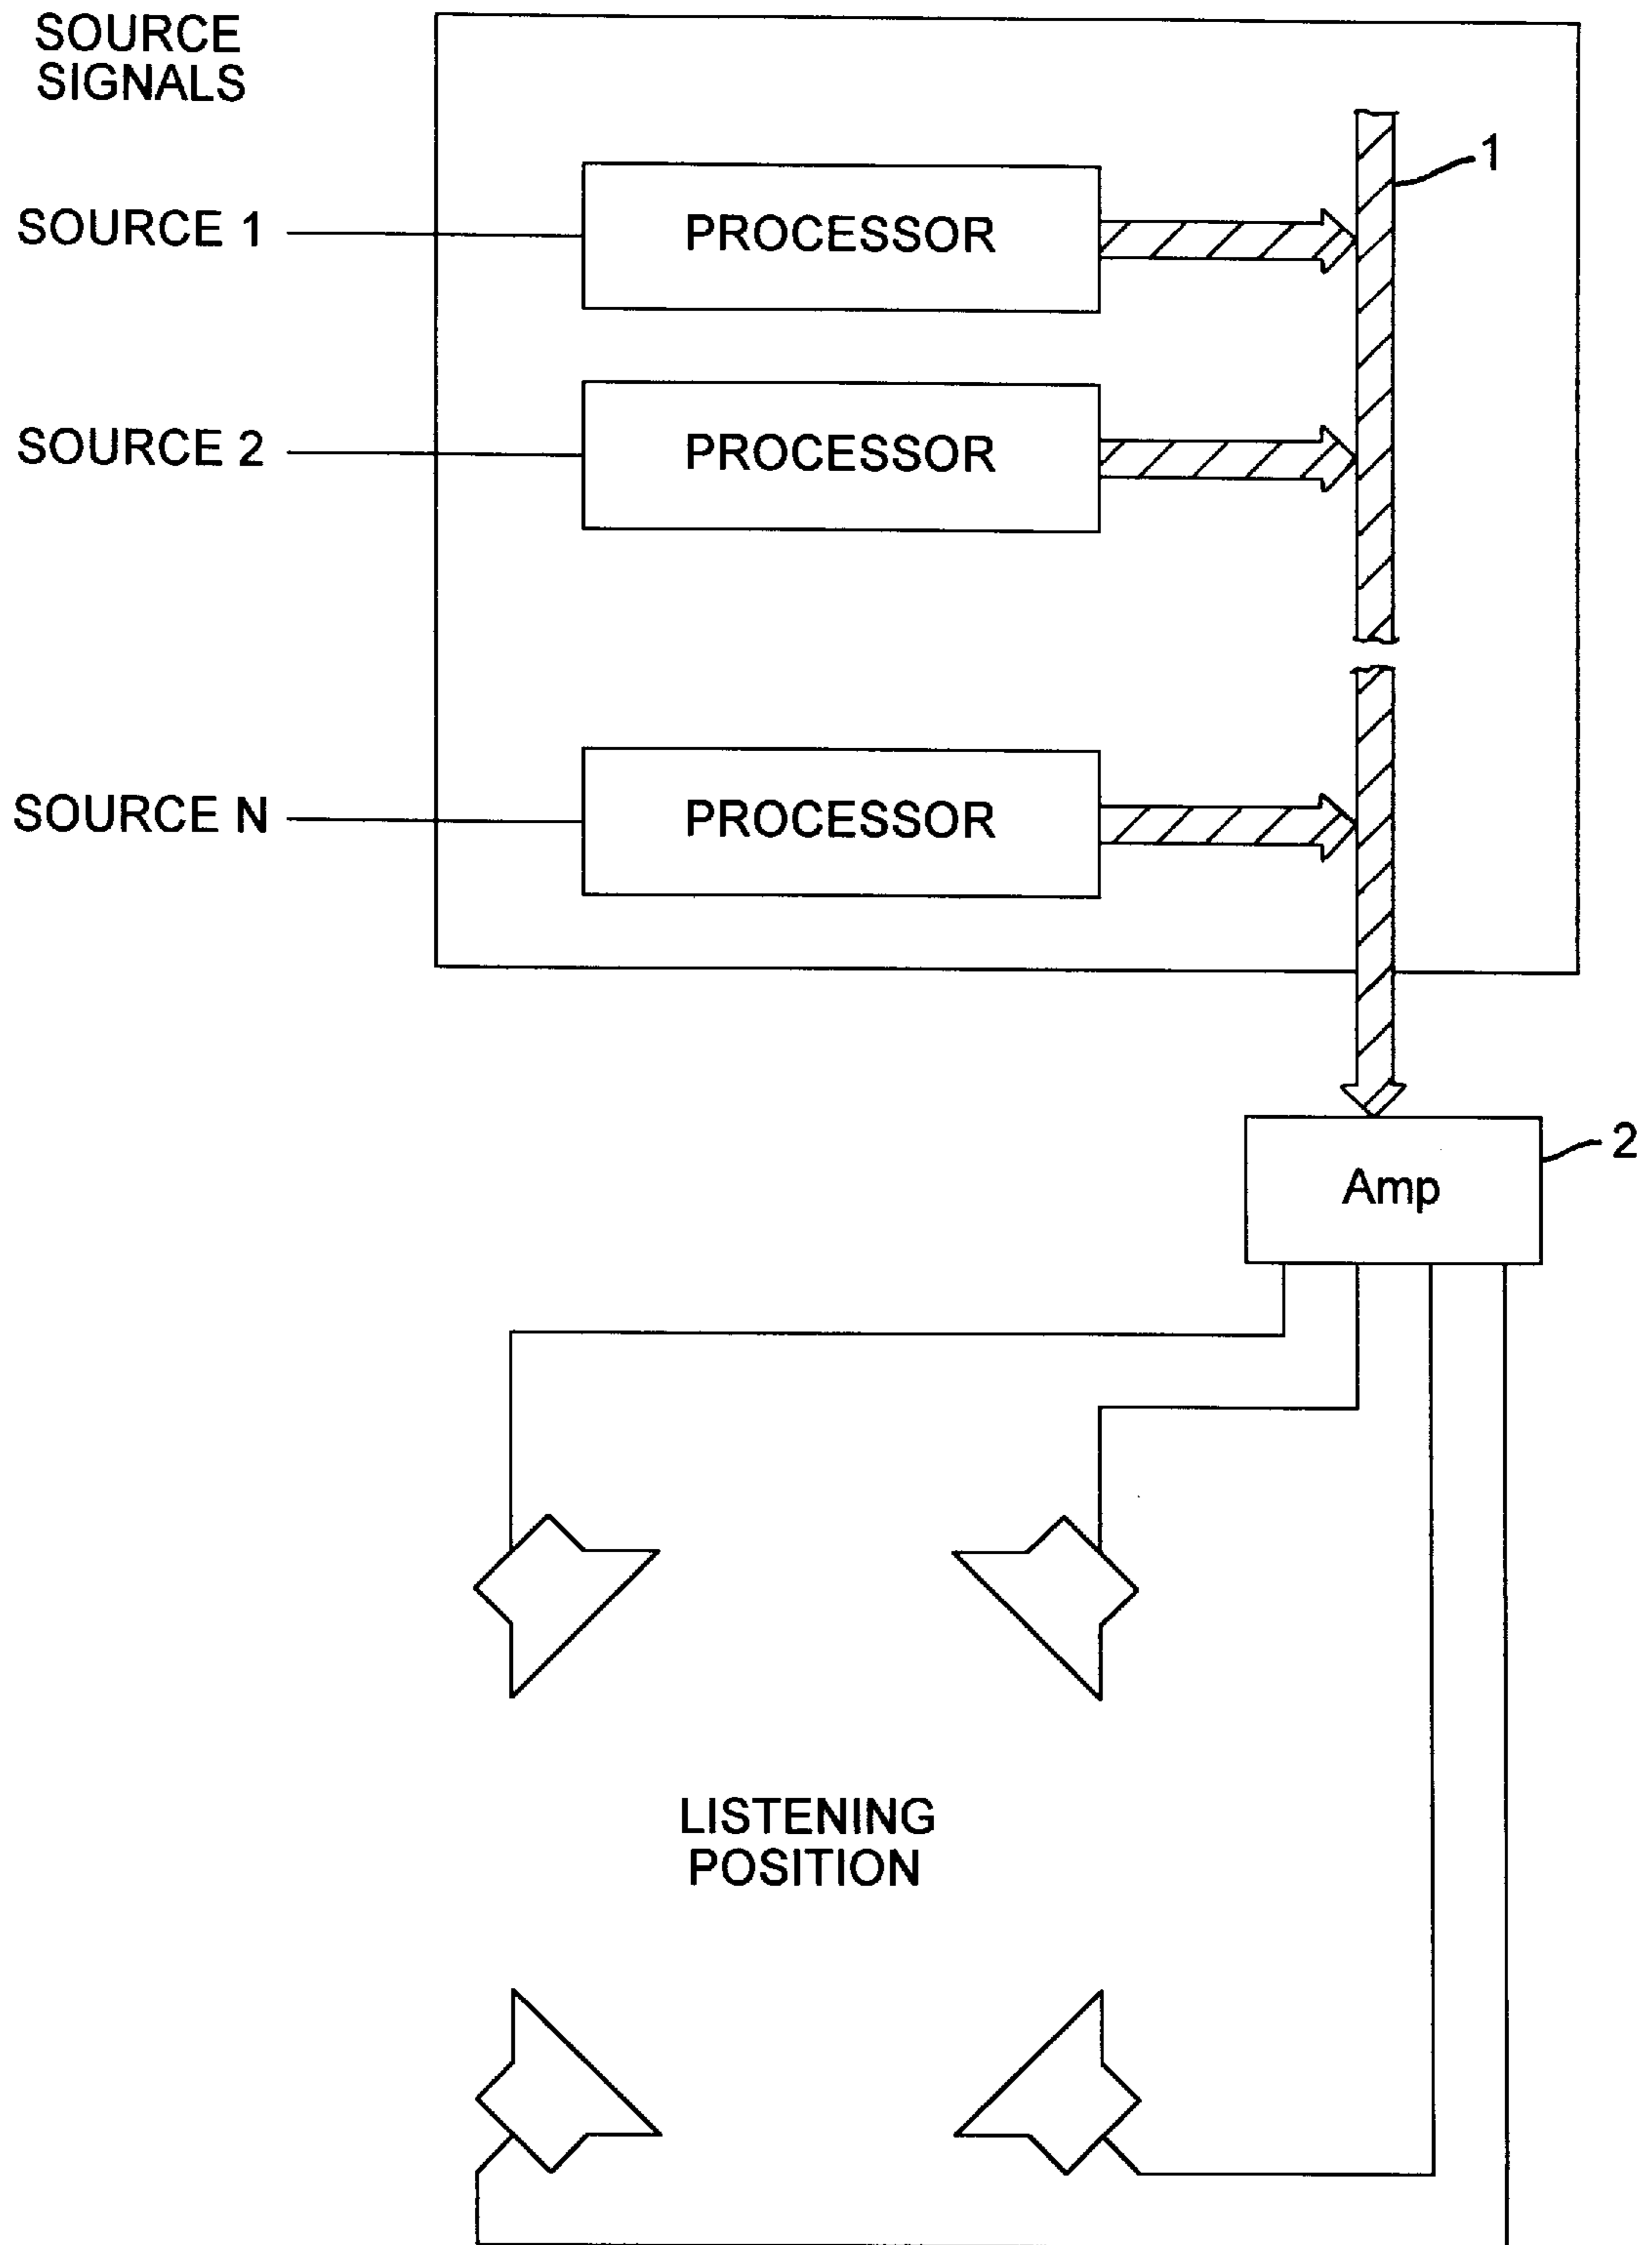 SOURCE
SIGNALS
1
SOURCE 1
PROCESSOR
SOURCE 2
PROCESSOR
SOURCE N
PROCESSOR
2
Amp
LISTENING
POSITION